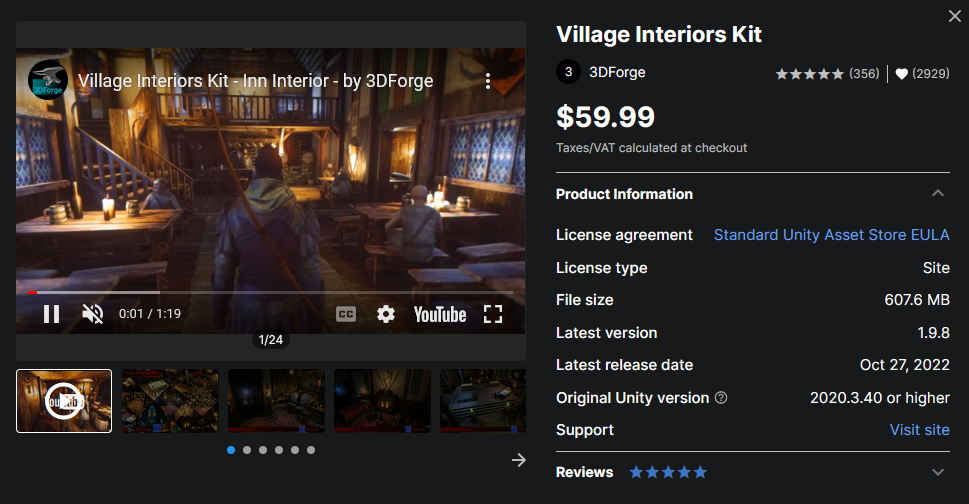 3DForge
Village Interiors Kit - Inn Interior - by 3DForge
0:01 / 1:19
CC
YouTube
1/24
Village Interiors Kit
3 3DForge
(356)
(2929)
$59.99
Taxes/VAT calculated at checkout
Product Information
License agreement Standard Unity Asset Store EULA
License type Site
File size 607.6 MB
Latest version 1.9.8
Latest release date Oct 27, 2022
Original Unity version ? 2020.3.40 or higher
Support Visit site
Reviews